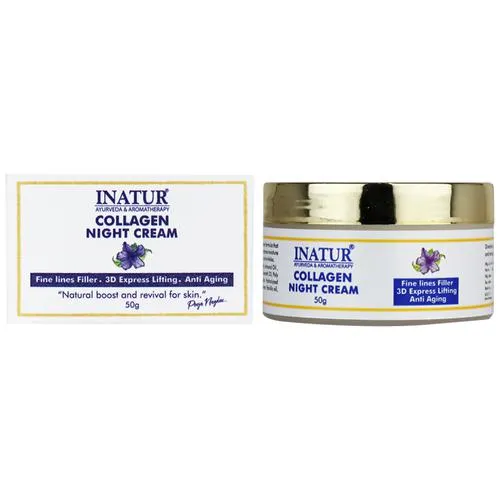 INATUR®
AYURVEDA & AROMATHERAPY
COLLAGEN
NIGHT CREAM
Fine lines Filler. 3D Express Lifting. Anti Aging
"Natural boost and revival for skin."
50g
INATUR®
AYURVEDA & AROMATHERAPY
COLLAGEN
NIGHT CREAM
50g
Fine lines Filler
3D Express Lifting
Anti Aging